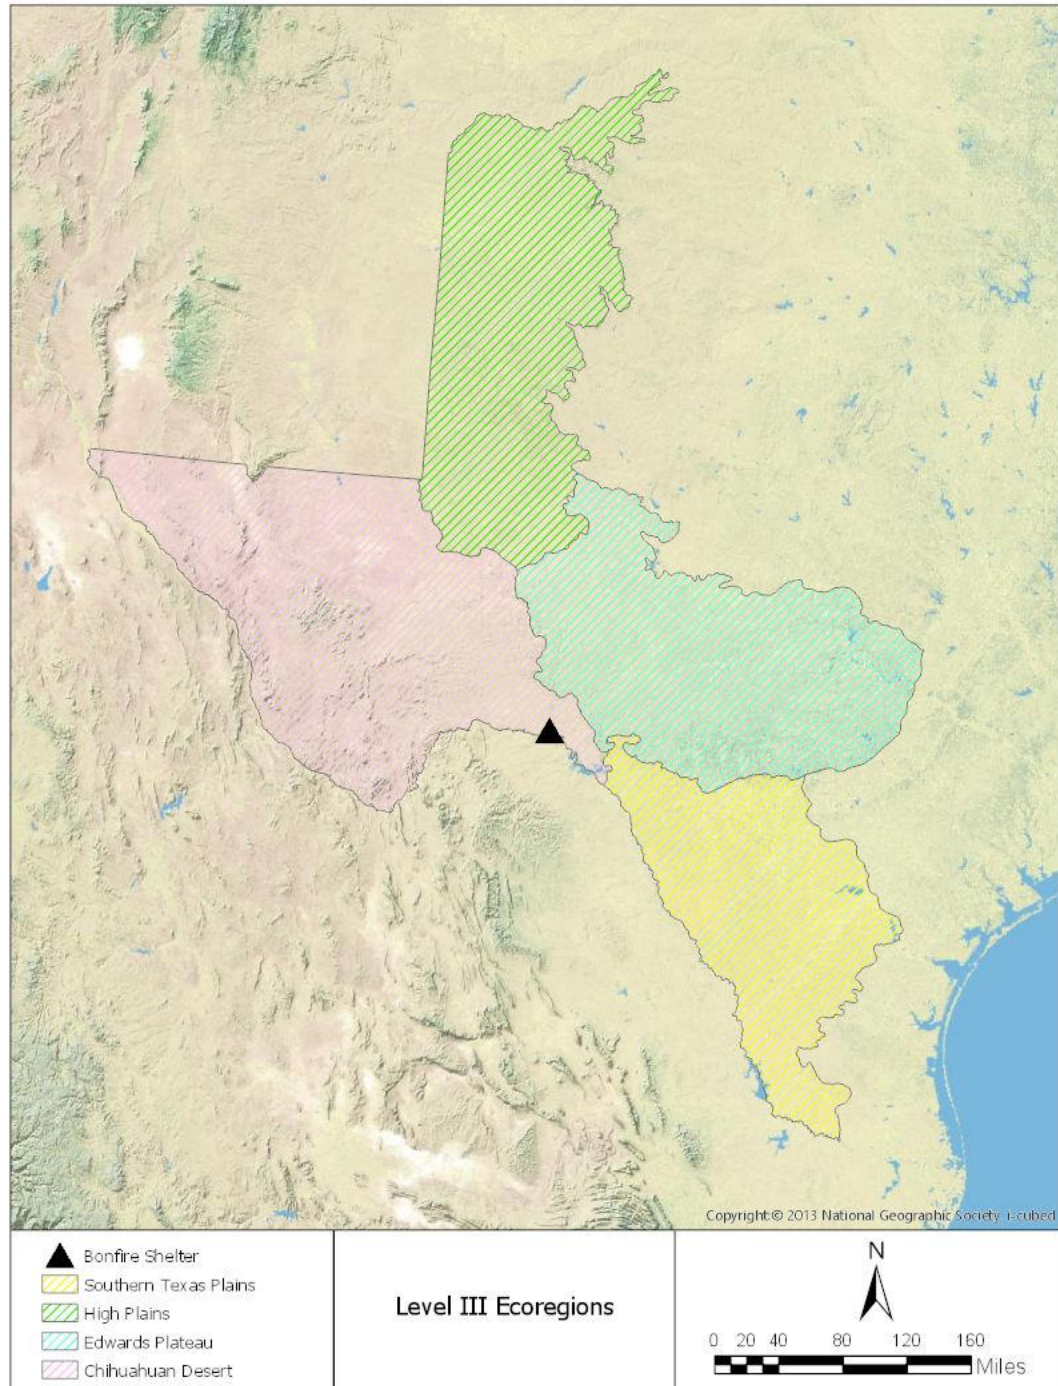 Copyright:© 2013 National Geographic Society, i-cubed
Bonfire Shelter
Southern Texas Plains
High Plains
Edwards Plateau
Chihuahuan Desert
Level III Ecoregions
N
0 20 40 80 120 160
Miles